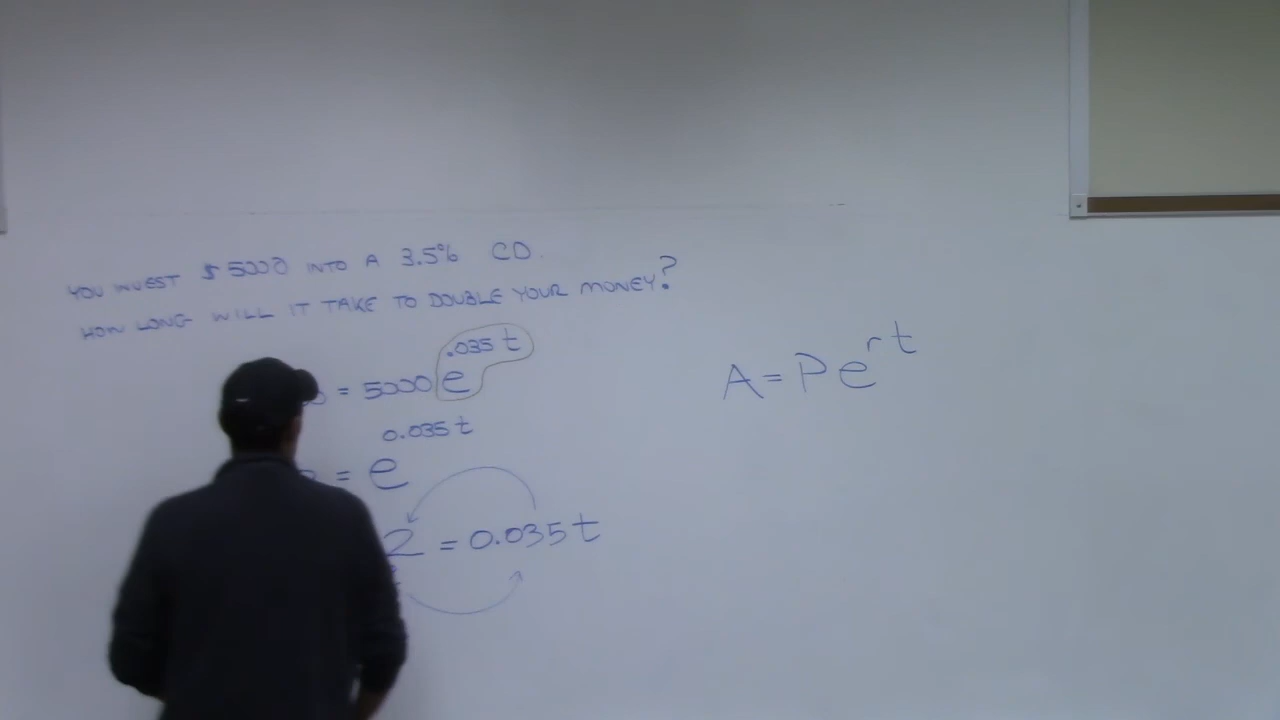 YOU INVEST $5000 INTO A 3.5% CD.
HOW LONG WILL IT TAKE TO DOUBLE YOUR MONEY?
= 5000 e^.035 t
A = P e^r t
= e^0.035 t
2 = 0.035 t